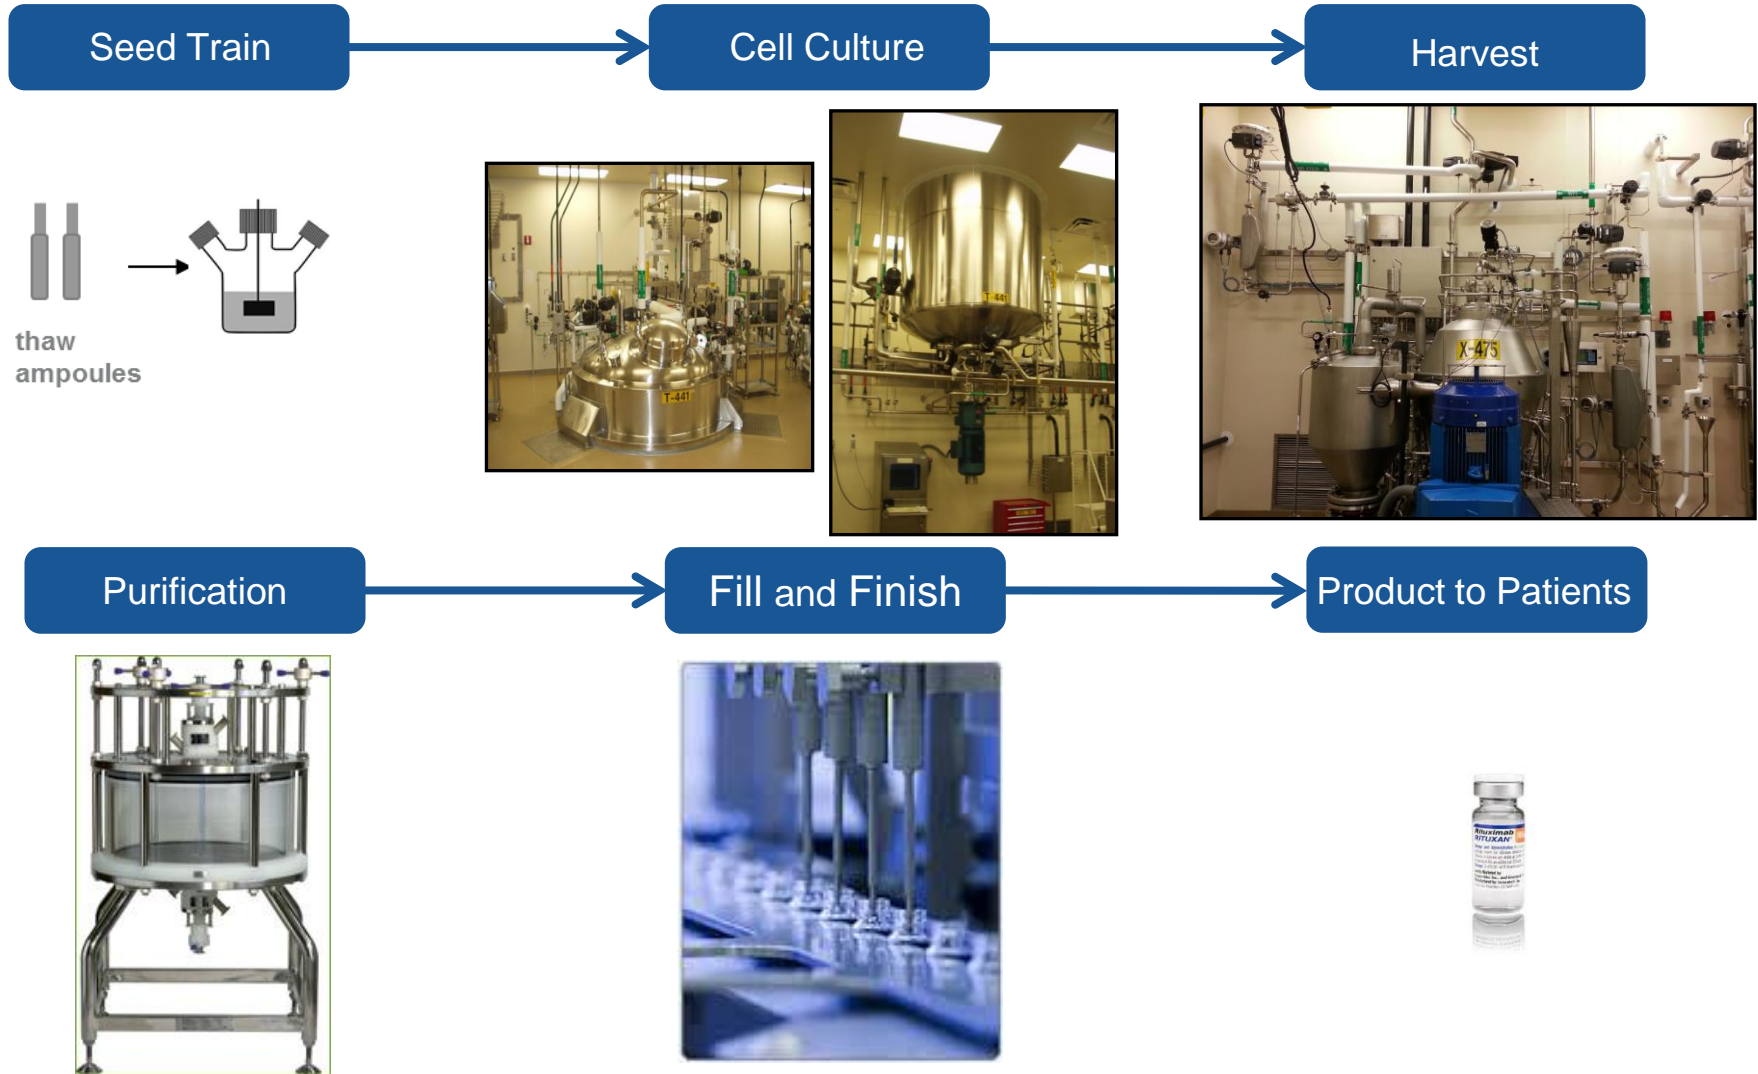 Seed Train
Cell Culture
Harvest
thaw
ampoules
T-441
T-441
X-475
Purification
Fill and Finish
Product to Patients
Rituximab
RITUXAN